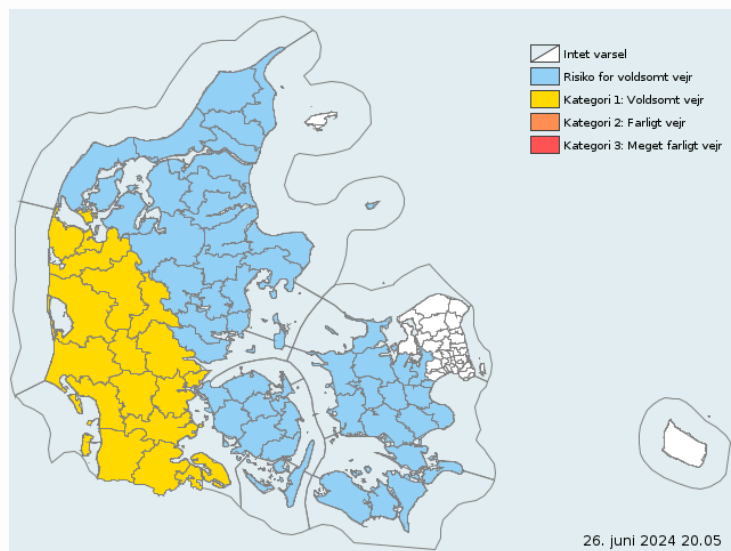 Intet varsel
Risiko for voldsomt vejr
Kategori 1: Voldsomt vejr
Kategori 2: Farligt vejr
Kategori 3: Meget farligt vejr
26. juni 2024 20.05